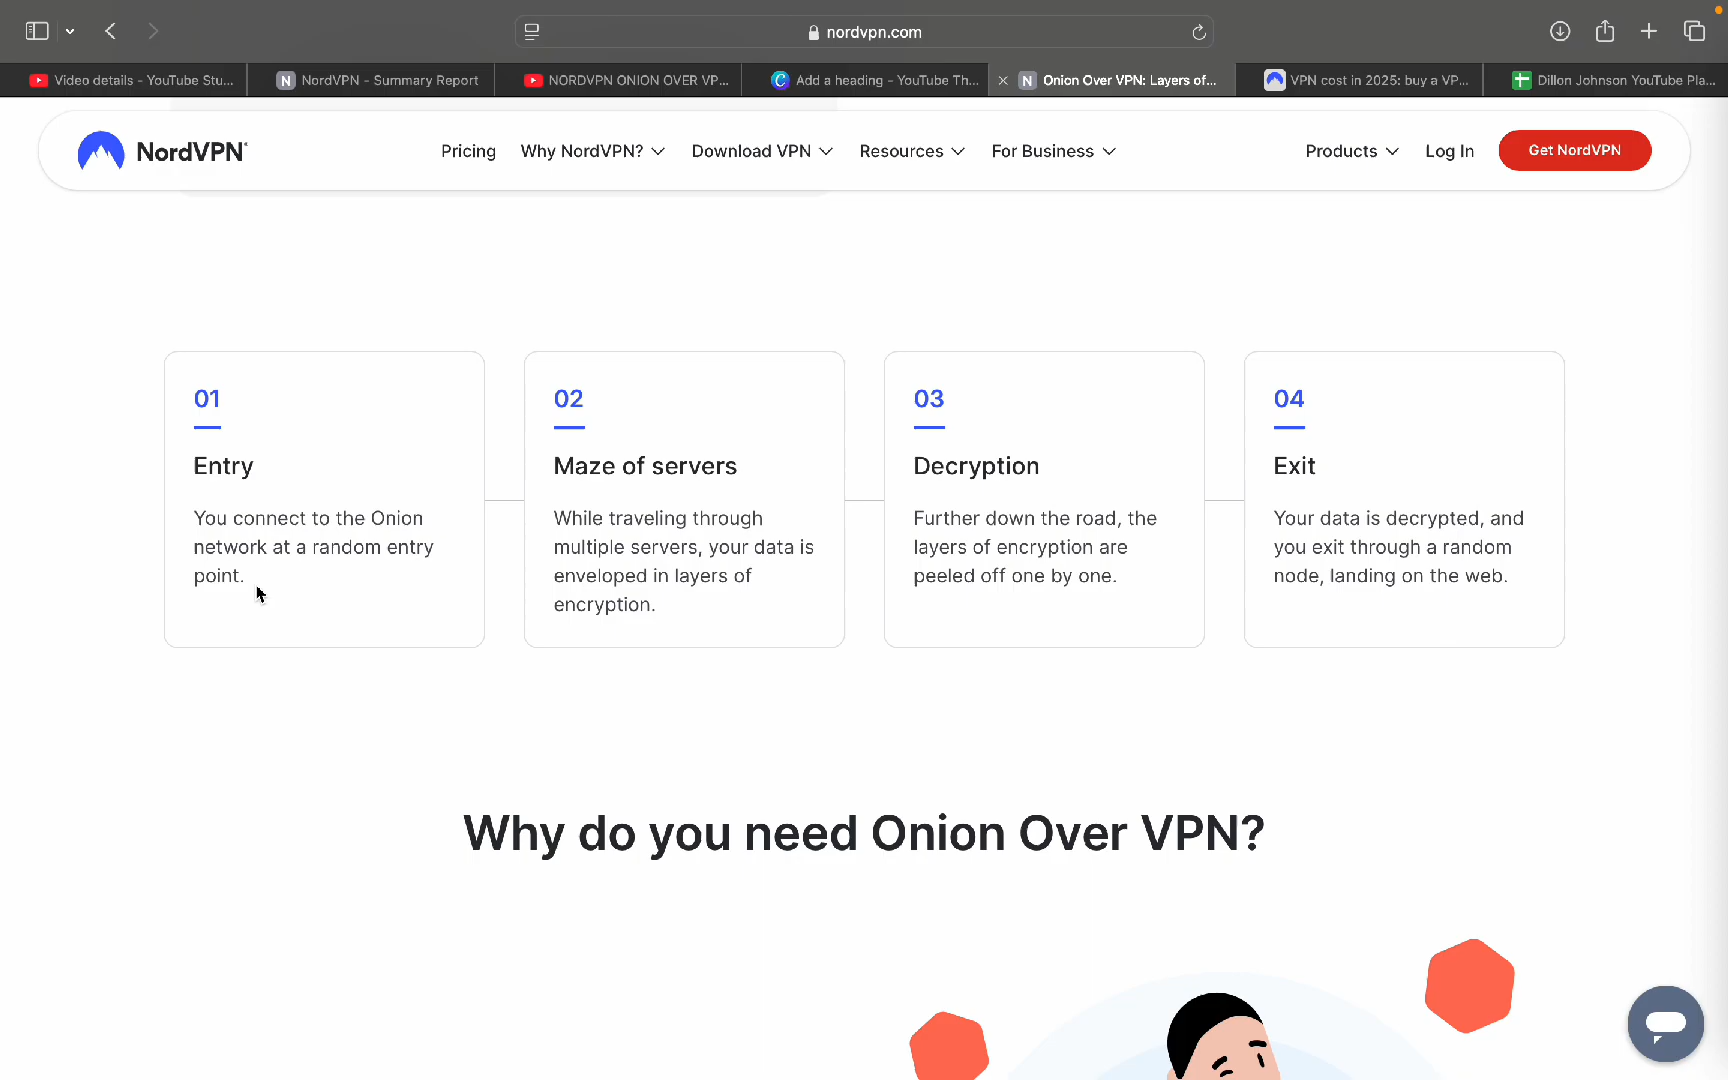 nordvpn.com
Video details - YouTube Stu...
NordVPN - Summary Report
NORDVPN ONION OVER VP...
Add a heading - YouTube Th...
Onion Over VPN: Layers of...
VPN cost in 2025: buy a VP...
Dillon Johnson YouTube Pla...
NordVPN
Pricing
Why NordVPN?
Download VPN
Resources
For Business
Products
Log In
Get NordVPN
01
Entry
You connect to the Onion
network at a random entry
point.
02
Maze of servers
While traveling through
multiple servers, your data is
enveloped in layers of
encryption.
03
Decryption
Further down the road, the
layers of encryption are
peeled off one by one.
04
Exit
Your data is decrypted, and
you exit through a random
node, landing on the web.
Why do you need Onion Over VPN?